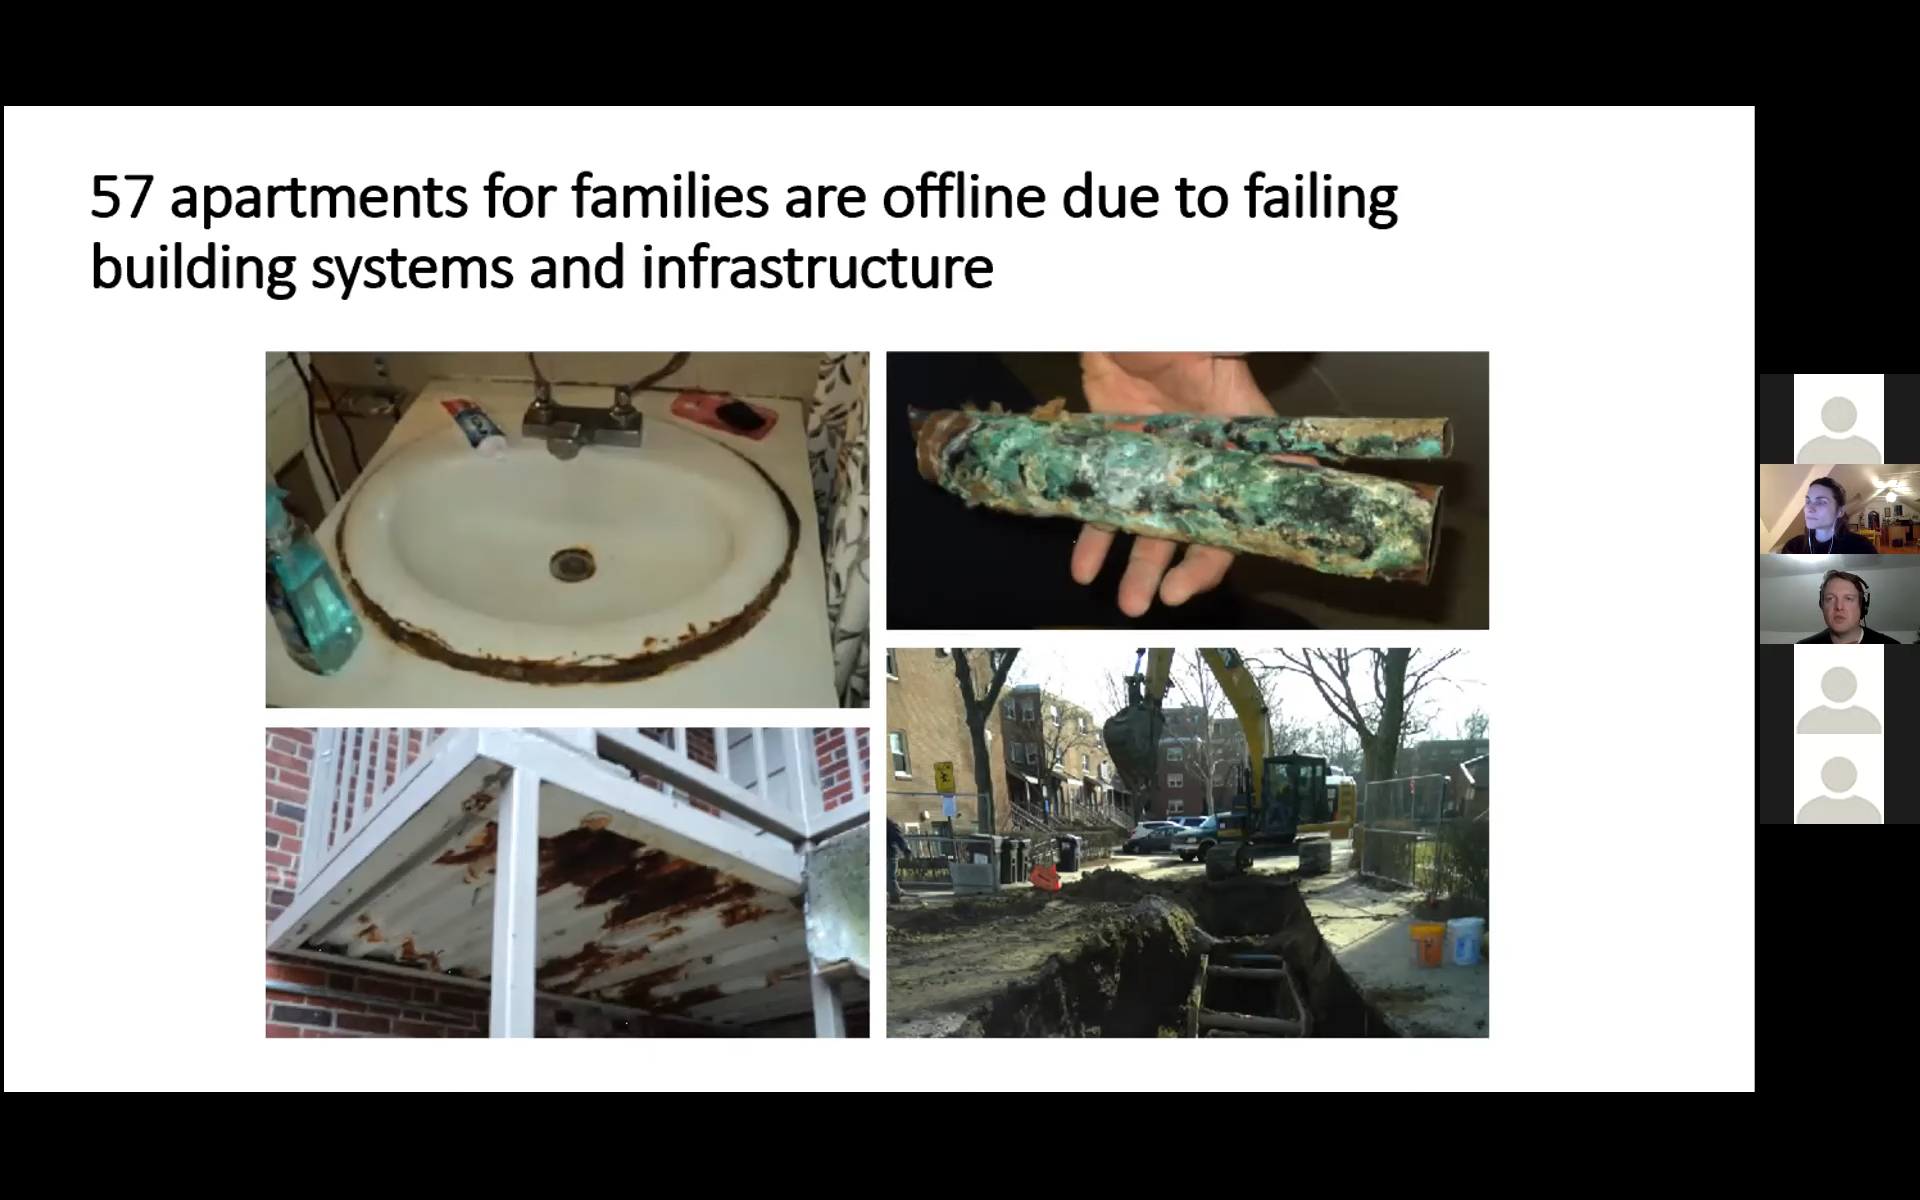 57 apartments for families are offline due to failing
building systems and infrastructure